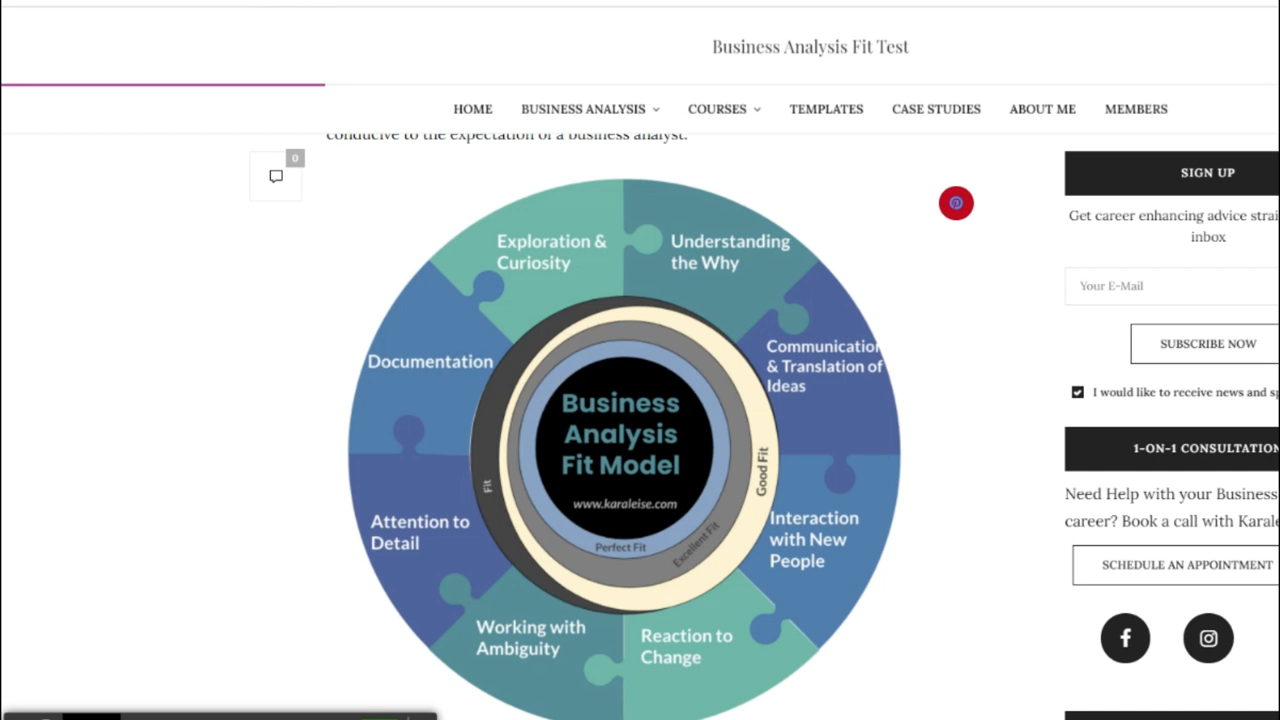 Business Analysis Fit Test
HOME BUSINESS ANALYSIS COURSES TEMPLATES CASE STUDIES ABOUT ME MEMBERS
conducive to the expectation of a business analyst.
0
Exploration &
Curiosity
Understanding
the Why
Communication
& Translation of
Ideas
Interaction
with New
People
Reaction to
Change
Working with
Ambiguity
Attention to
Detail
Documentation
Business
Analysis
Fit Model
www.karaleise.com
Perfect Fit
Excellent Fit
Good Fit
Fit
SIGN UP
Get career enhancing advice
inbox
Your E-Mail
SUBSCRIBE NOW
I would like to receive news and
1-ON-1 CONSULTATION
Need Help with your Business
career? Book a call with
SCHEDULE AN APPOINTMENT